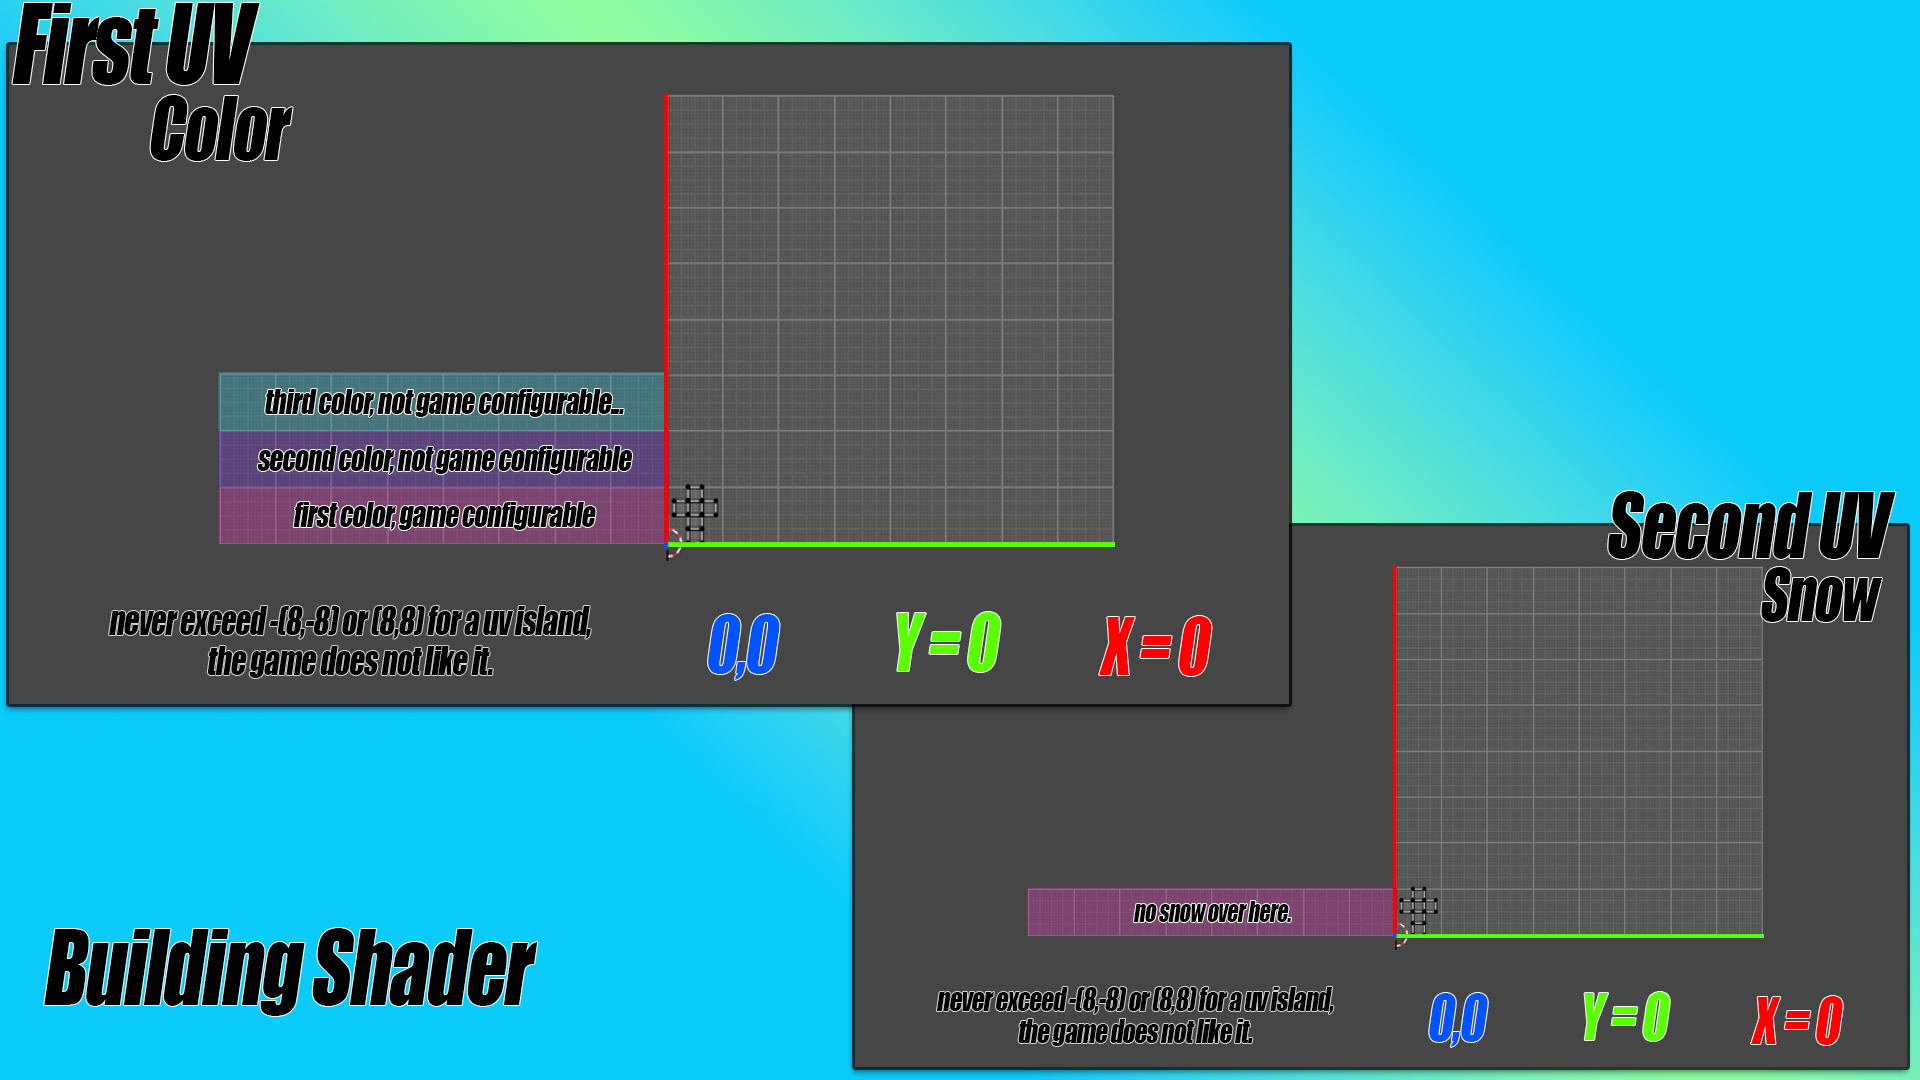 First UV
Color
third color, not game configurable...
second color, not game configurable
first color, game configurable
never exceed -(8,-8) or (8,8) for a uv island,
the game does not like it.
0,0
Y = 0
X = 0
Second UV
Snow
no snow over here.
never exceed -(8,-8) or (8,8) for a uv island,
the game does not like it.
0,0
Y = 0
X = 0
Building Shader